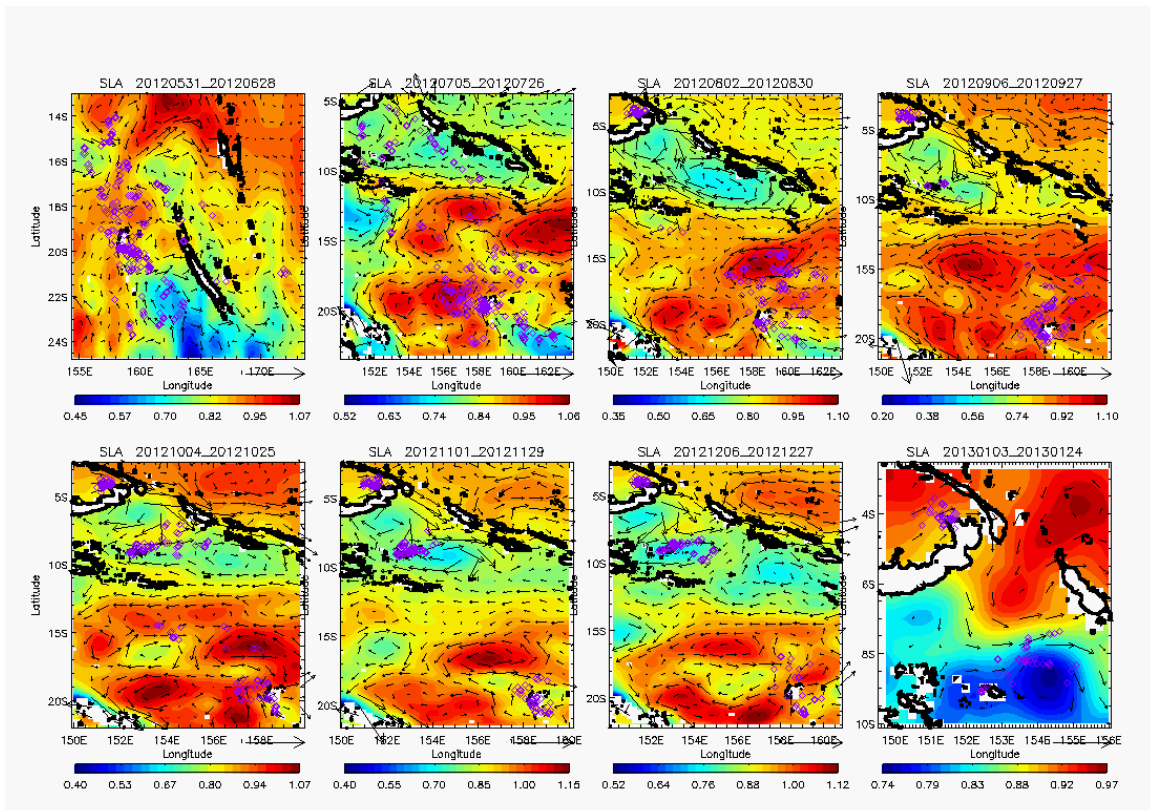 SLA 20120531_20120628
Latitude
14S
16S
18S
20S
22S
24S
155E 160E 165E 170E
Longitude
0.45 0.57 0.70 0.82 0.95 1.07
SLA 20120705_20120726
Latitude
5S
10S
15S
20S
152E 154E 156E 158E 160E 162E
Longitude
0.52 0.63 0.74 0.84 0.95 1.06
SLA 20120802_20120830
Latitude
5S
10S
15S
20S
150E 152E 154E 156E 158E 160E 162E
Longitude
0.35 0.50 0.65 0.80 0.95 1.10
SLA 20120906_20120927
Latitude
5S
10S
15S
20S
150E 152E 154E 156E 158E 160E
Longitude
0.20 0.38 0.56 0.74 0.92 1.10
SLA 20121004_20121025
Latitude
5S
10S
15S
20S
150E 152E 154E 156E 158E
Longitude
0.40 0.53 0.67 0.80 0.94 1.07
SLA 20121101_20121129
Latitude
5S
10S
15S
20S
150E 152E 154E 156E 158E 160E
Longitude
0.40 0.55 0.70 0.85 1.00 1.15
SLA 20121206_20121227
Latitude
5S
10S
15S
20S
152E 154E 156E 158E 160E
Longitude
0.52 0.64 0.76 0.88 1.00 1.12
SLA 20130103_20130124
Latitude
4S
6S
8S
10S
150E 151E 152E 153E 154E 155E 156E
Longitude
0.74 0.79 0.83 0.88 0.92 0.97